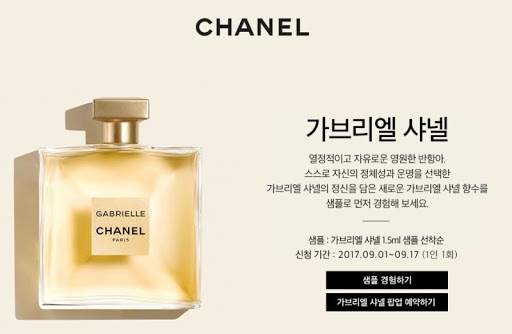 CHANEL
GABRIELLE
CHANEL
PARIS
가브리엘 샤넬
열정적이고 자유로운 영원한 반항아.
스스로 자신의 정체성과 운명을 선택한
가브리엘 샤넬의 정신을 담은 새로운 가브리엘 샤넬 향수를
샘플로 먼저 경험해 보세요.
샘플 : 가브리엘 샤넬 1.5ml 샘플 선착순
신청 기간 : 2017.09.01~09.17 (1인 1회)
샘플 경험하기
가브리엘 샤넬 팝업 예약하기